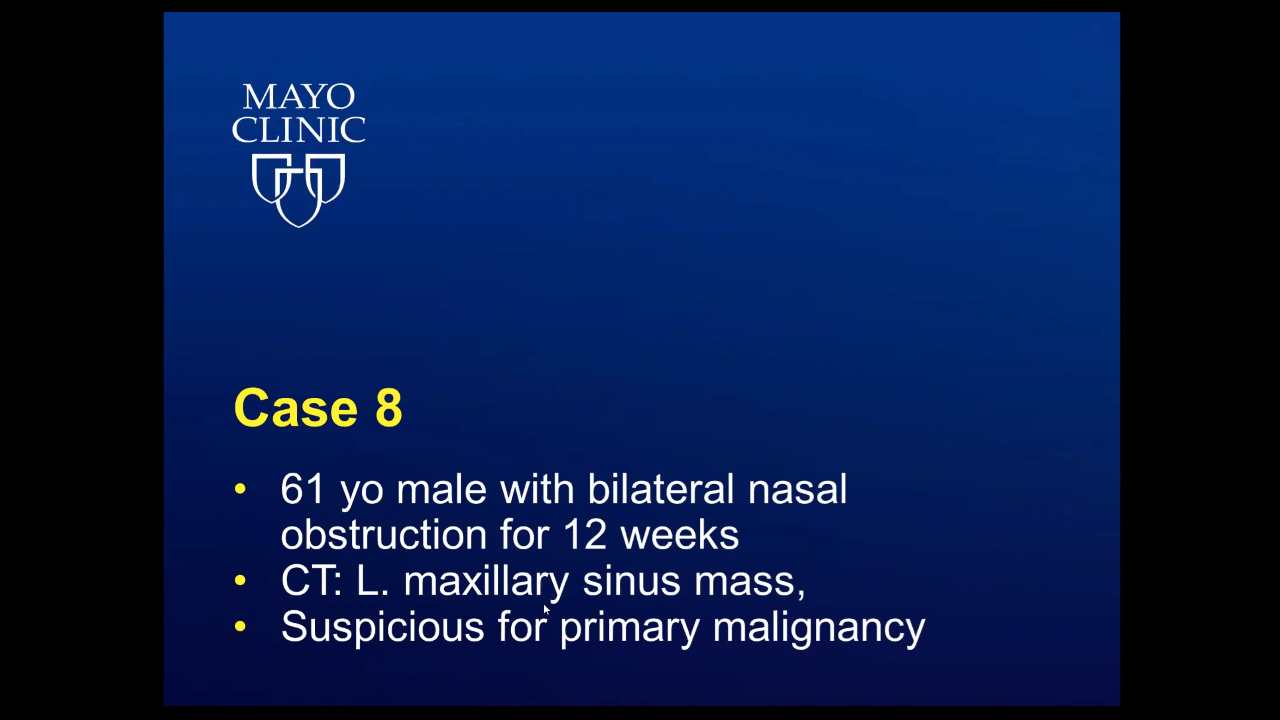 MAYO
CLINIC
Case 8
• 61 yo male with bilateral nasal
obstruction for 12 weeks
• CT: L. maxillary sinus mass,
• Suspicious for primary malignancy